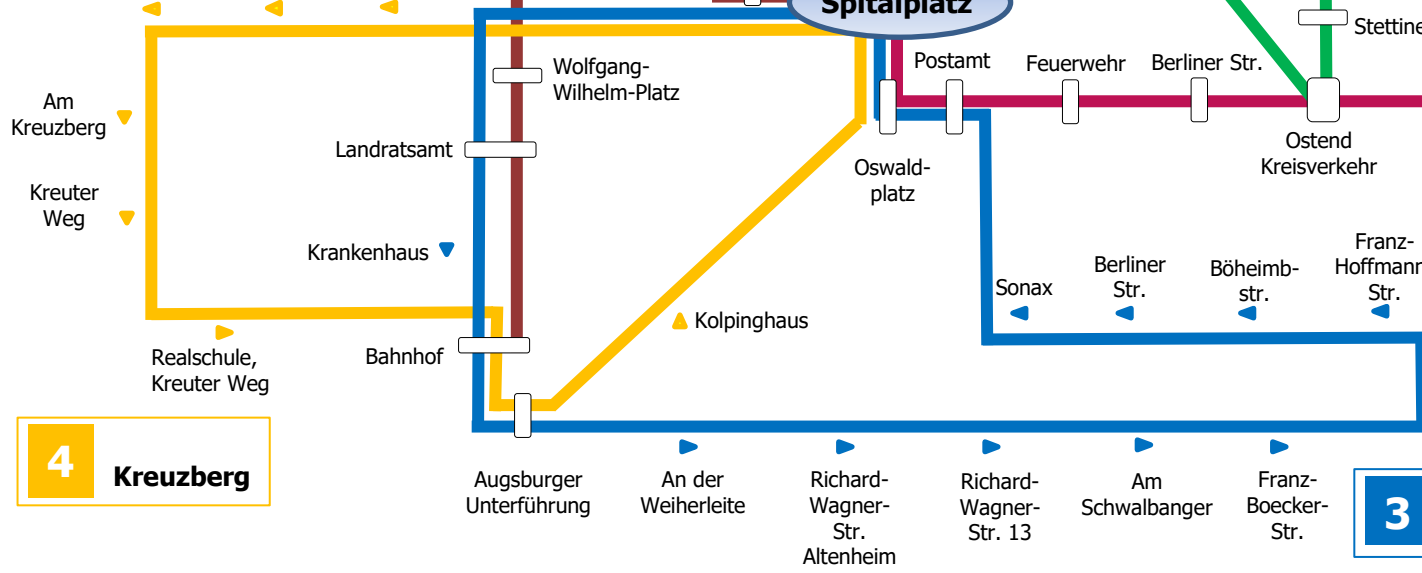 Spitalplatz
Stettine
Postamt
Feuerwehr
Berliner Str.
Wolfgang-
Wilhelm-Platz
Am
Kreuzberg
Landratsamt
Oswald-
platz
Ostend
Kreisverkehr
Kreuter
Weg
Krankenhaus
Sonax
Berliner
Str.
Böheimb-
str.
Franz-
Hoffmann
Str.
Kolpinghaus
Realschule,
Kreuter Weg
Bahnhof
4
Kreuzberg
Augsburger
Unterführung
An der
Weiherleite
Richard-
Wagner-
Str.
Altenheim
Richard-
Wagner-
Str. 13
Am
Schwalbanger
Franz-
Boecker-
Str.
3